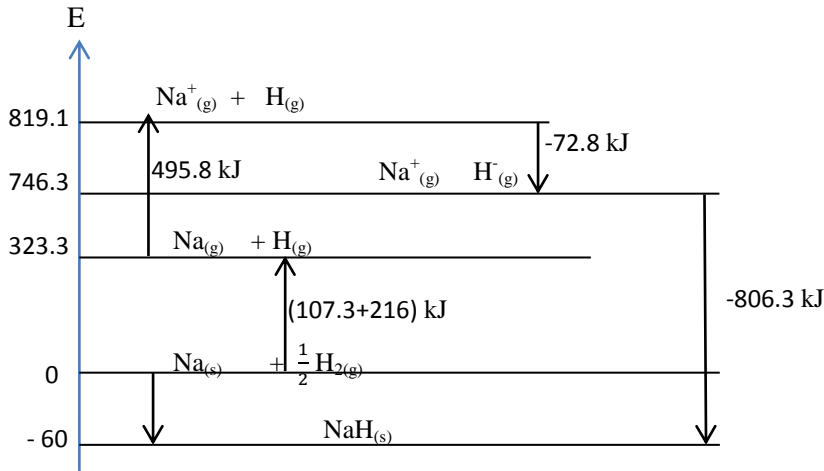 E
Na⁺(g) + H(g)
819.1
-72.8 kJ
495.8 kJ
Na⁺(g) H⁻(g)
746.3
Na(g) + H(g)
323.3
-806.3 kJ
(107.3+216) kJ
Na(s) + 1/2 H2(g)
0
NaH(s)
- 60